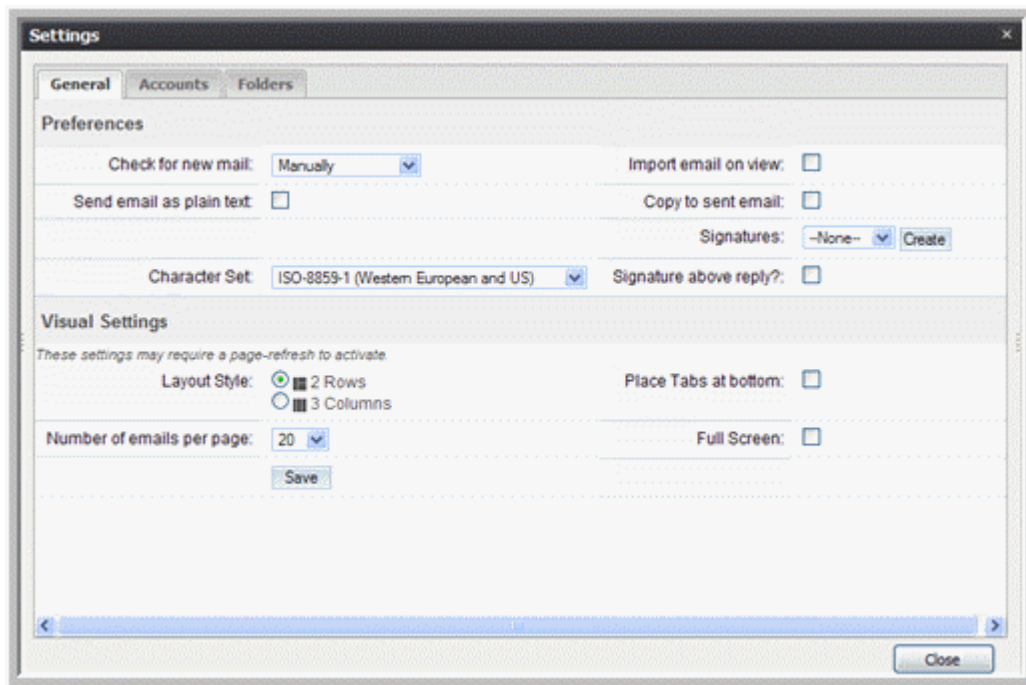 Settings
General Accounts Folders
Preferences
Check for new mail: Manually Import email on view:
Send email as plain text: Copy to sent email:
Signatures: --None-- Create
Character Set: ISO-8859-1 (Western European and US) Signature above reply?:
Visual Settings
These settings may require a page-refresh to activate.
Layout Style: 2 Rows Place Tabs at bottom:
3 Columns
Number of emails per page: 20 Full Screen:
Save
Close